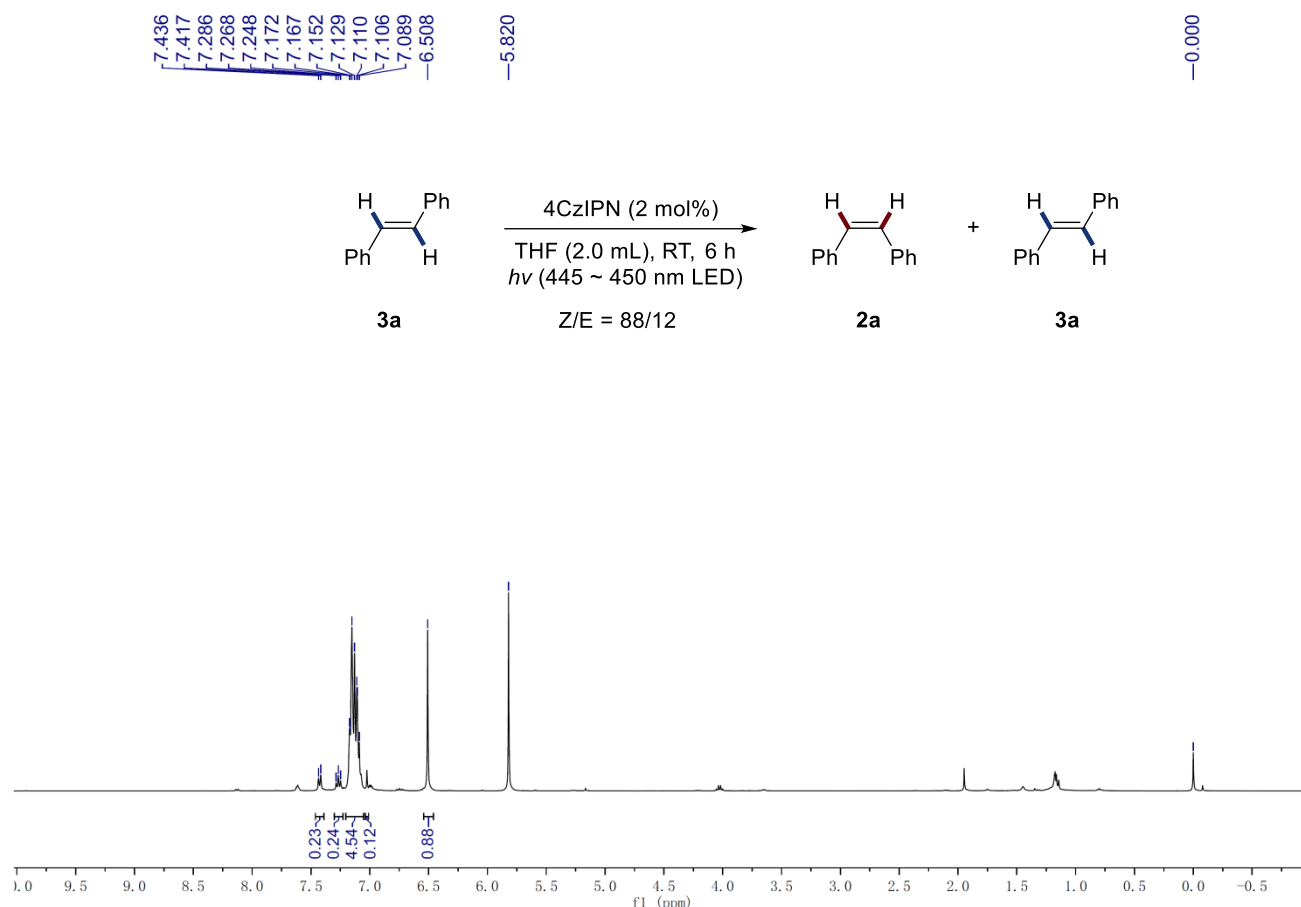 7.436
7.417
7.286
7.268
7.248
7.172
7.167
7.152
7.129
7.110
7.106
7.089
6.508
5.820
-0.000
H
Ph
Ph
H
3a
4CzIPN (2 mol%)
THF (2.0 mL), RT, 6 h
hv (445 ~ 450 nm LED)
Z/E = 88/12
H
H
Ph
Ph
2a
+
H
Ph
Ph
H
3a
0.23
0.24
4.54
0.12
0.88
0.0 9.5 9.0 8.5 8.0 7.5 7.0 6.5 6.0 5.5 5.0 4.5 4.0 3.5 3.0 2.5 2.0 1.5 1.0 0.5 0.0 -0.5
f1 (ppm)